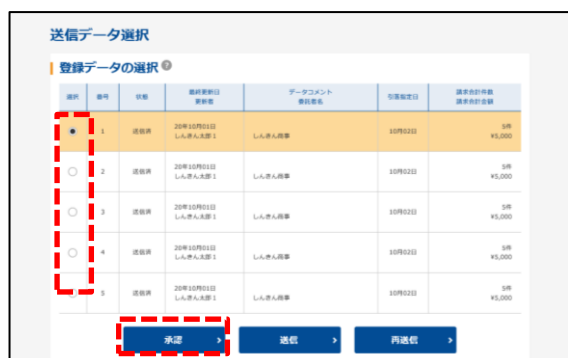 送信データ選択
登録データの選択 ?
選択 番号 状態 最終更新日 データコメント 引落指定日 請求合計件数
更新者 委託者名 請求合計金額
1 送信済 20年10月01日 10月02日 5件
しんきん太郎1 しんきん商事 ¥5,000
2 送信済 20年10月01日 10月02日 5件
しんきん太郎1 しんきん商事 ¥5,000
3 送信済 20年10月01日 10月02日 5件
しんきん太郎1 しんきん商事 ¥5,000
4 送信済 20年10月01日 10月02日 5件
しんきん太郎1 しんきん商事 ¥5,000
5 送信済 20年10月01日 10月02日 5件
しんきん太郎1 しんきん商事 ¥5,000
承認 送信 再送信